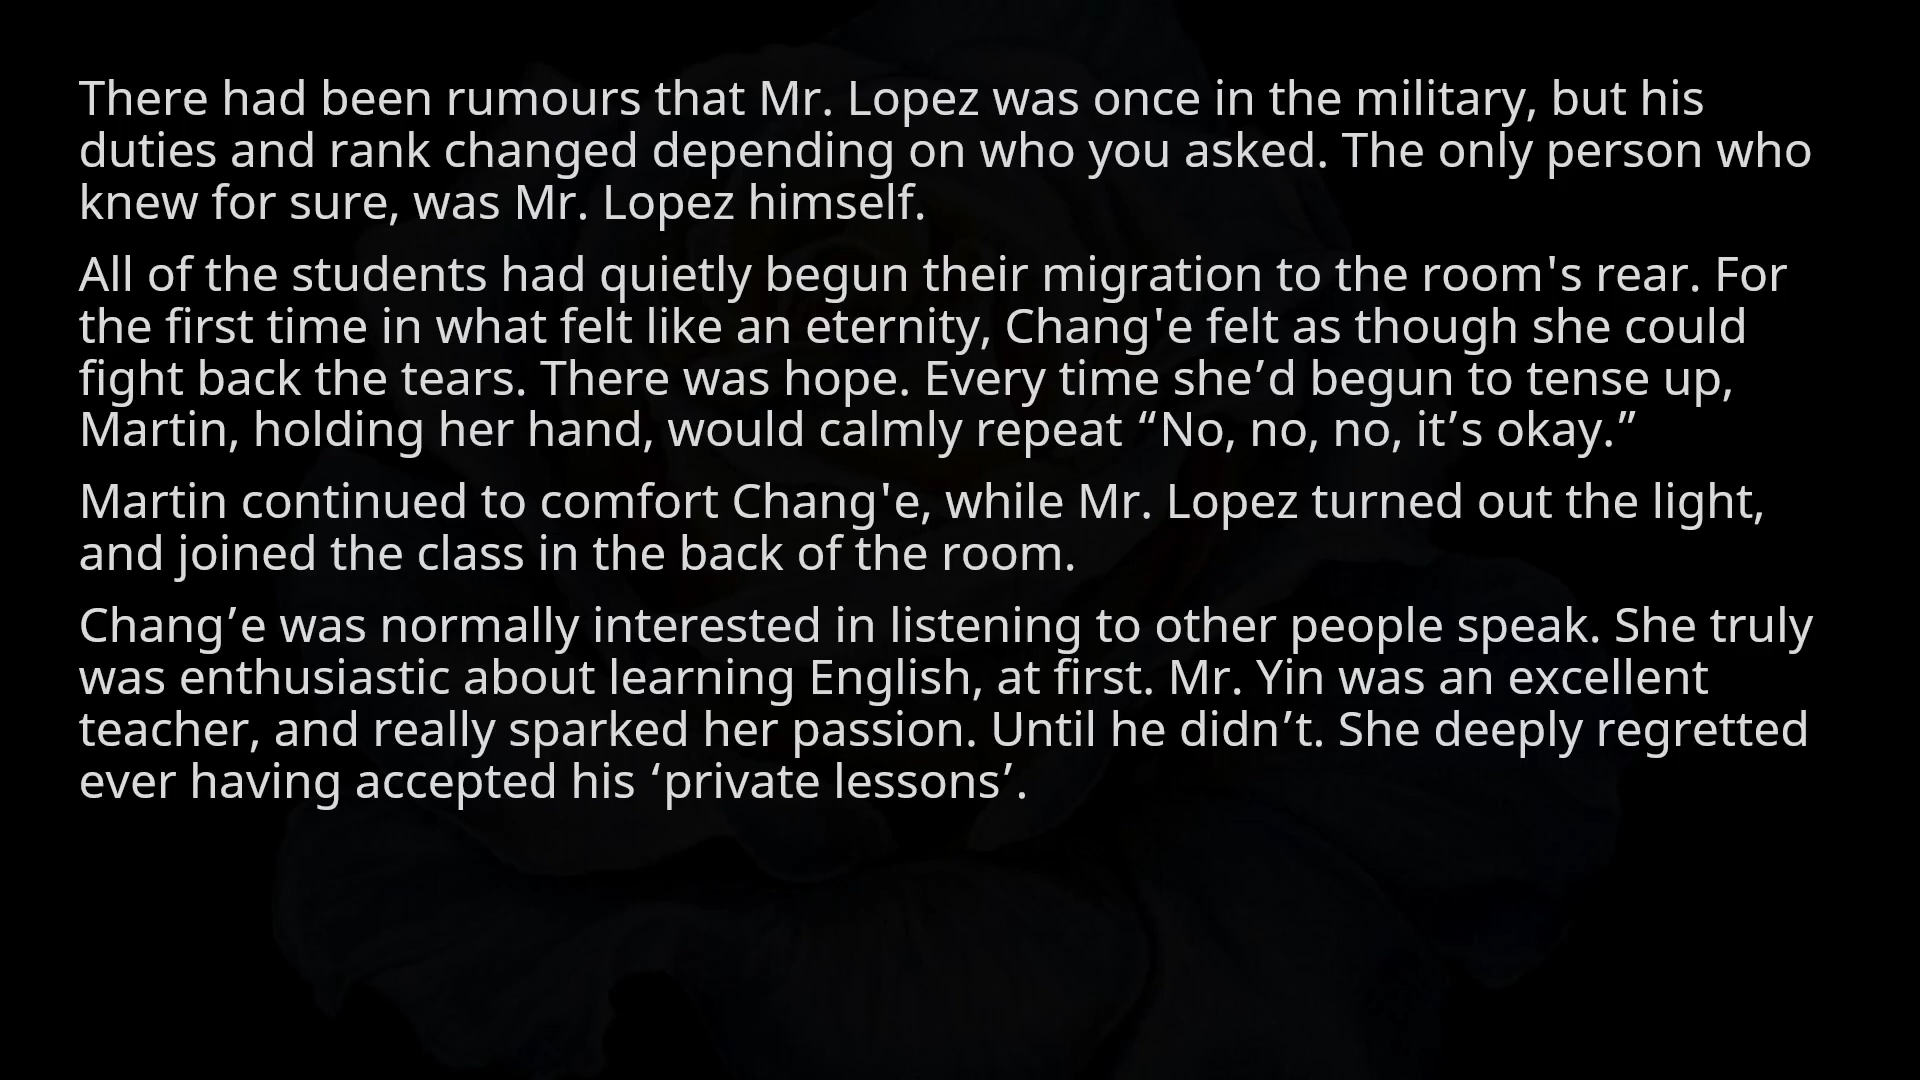 There had been rumours that Mr. Lopez was once in the military, but his
duties and rank changed depending on who you asked. The only person who
knew for sure, was Mr. Lopez himself.
All of the students had quietly begun their migration to the room's rear. For
the first time in what felt like an eternity, Chang'e felt as though she could
fight back the tears. There was hope. Every time she’d begun to tense up,
Martin, holding her hand, would calmly repeat “No, no, no, it’s okay.”
Martin continued to comfort Chang'e, while Mr. Lopez turned out the light,
and joined the class in the back of the room.
Chang’e was normally interested in listening to other people speak. She truly
was enthusiastic about learning English, at first. Mr. Yin was an excellent
teacher, and really sparked her passion. Until he didn’t. She deeply regretted
ever having accepted his ‘private lessons’.